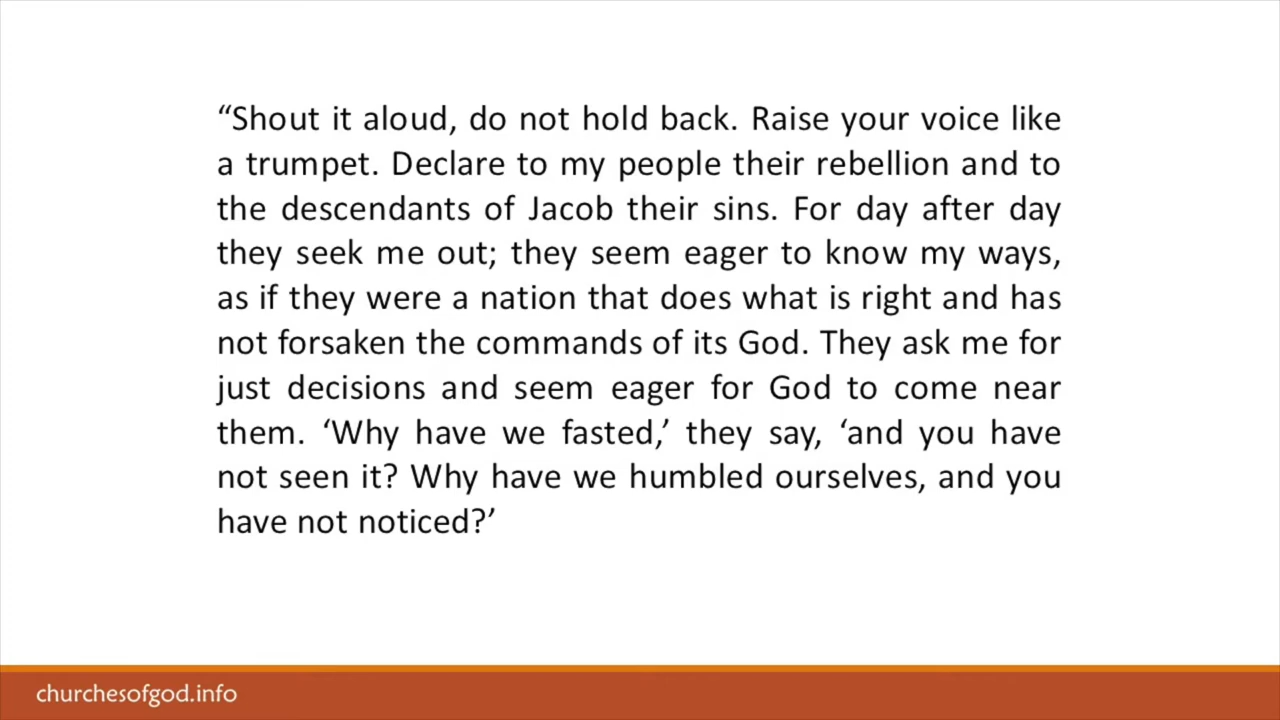 “Shout it aloud, do not hold back. Raise your voice like
a trumpet. Declare to my people their rebellion and to
the descendants of Jacob their sins. For day after day
they seek me out; they seem eager to know my ways,
as if they were a nation that does what is right and has
not forsaken the commands of its God. They ask me for
just decisions and seem eager for God to come near
them. ‘Why have we fasted,’ they say, ‘and you have
not seen it? Why have we humbled ourselves, and you
have not noticed?’
churchesofgod.info